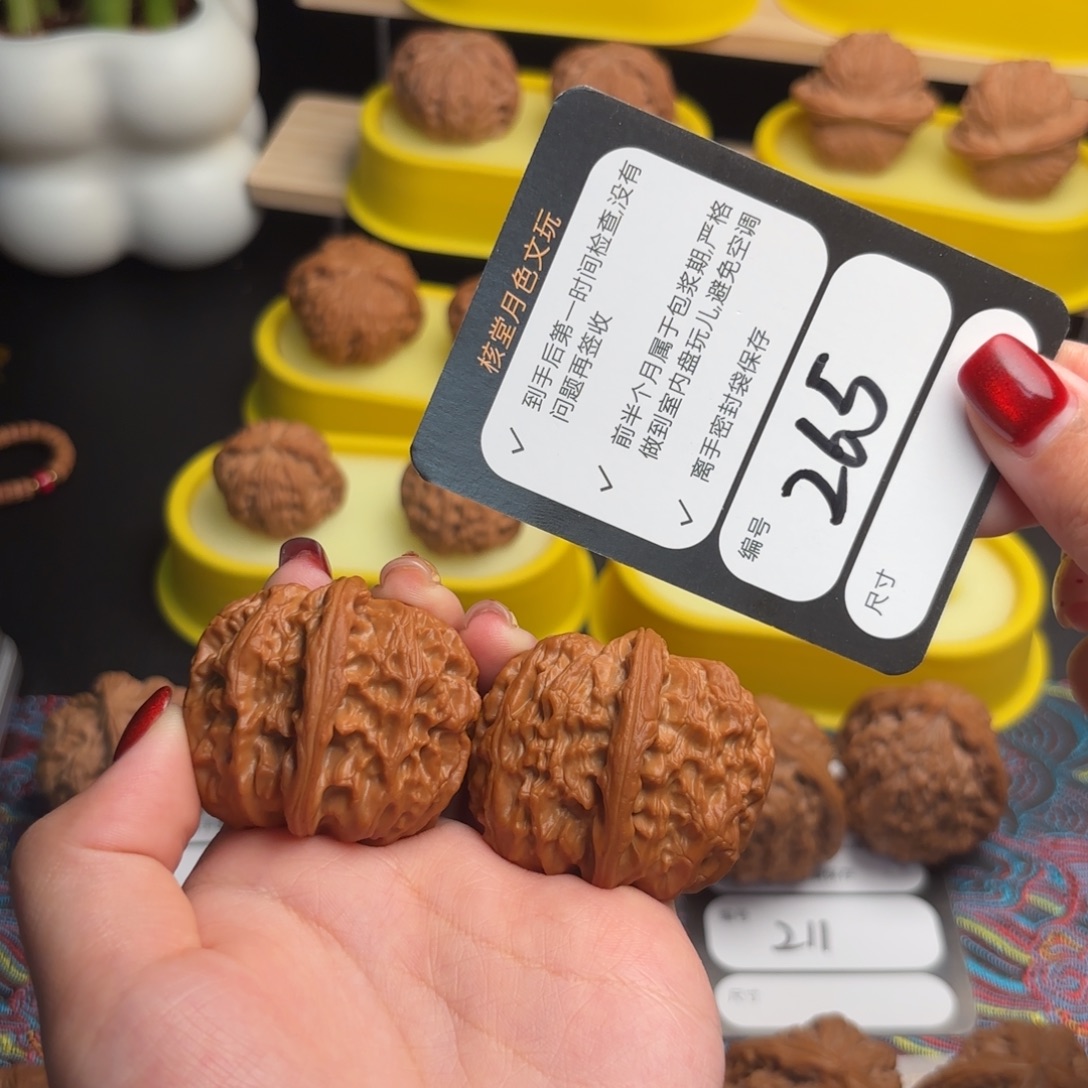 核堂月色文玩
✓ 到手后第一时间检查,没有
问题再签收
✓ 前半个月属于包浆期,严格
做到室内盘玩儿,避免空调
✓ 离手密封袋保存
编号
265
尺寸
211
尺寸